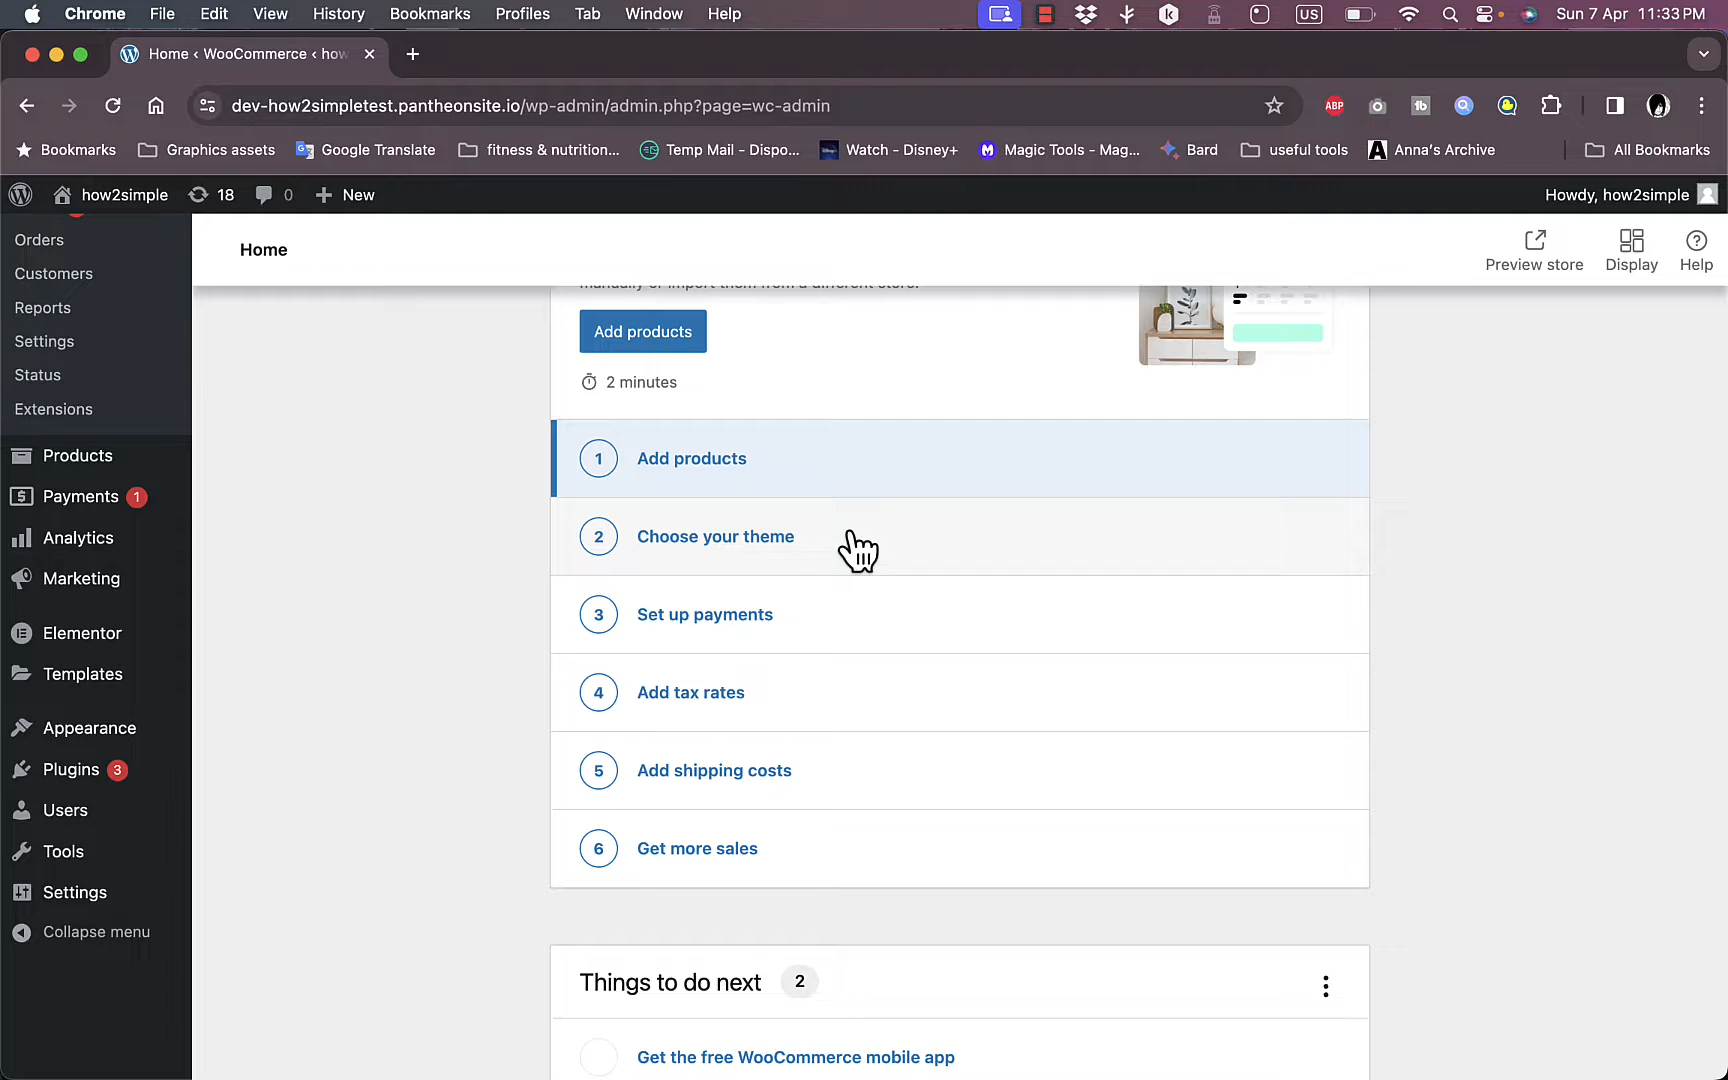 Chrome File Edit View History Bookmarks Profiles Tab Window Help US Sun 7 Apr 11:33 PM
Home ‹ WooCommerce ‹ how
dev-how2simpletest.pantheonsite.io/wp-admin/admin.php?page=wc-admin ABP tb
Bookmarks Graphics assets Google Translate fitness & nutrition... Temp Mail - Dispo... Watch - Disney+ Magic Tools - Mag... Bard useful tools Anna's Archive All Bookmarks
how2simple 18 0 New Howdy, how2simple
Orders
Customers
Reports
Settings
Status
Extensions
Products
Payments 1
Analytics
Marketing
Elementor
Templates
Appearance
Plugins 3
Users
Tools
Settings
Collapse menu
Home Preview store Display Help
manually or import them from a different store.
Add products
2 minutes
1 Add products
2 Choose your theme
3 Set up payments
4 Add tax rates
5 Add shipping costs
6 Get more sales
Things to do next 2
Get the free WooCommerce mobile app